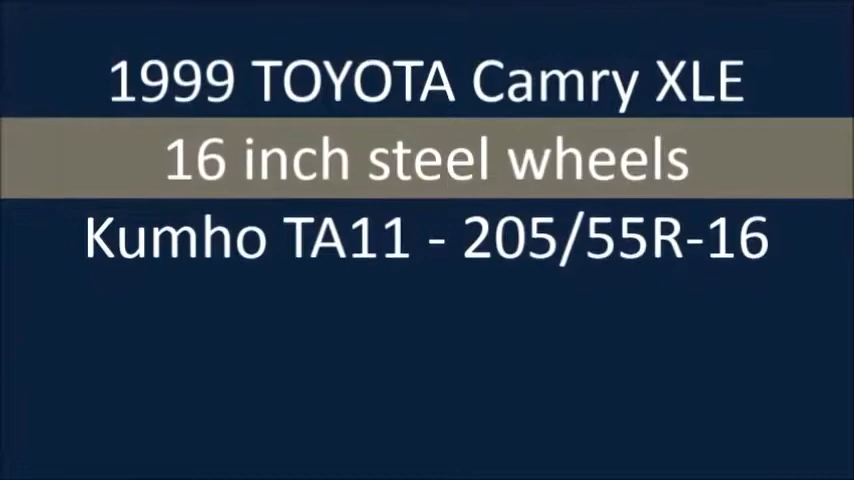 1999 TOYOTA Camry XLE
16 inch steel wheels
Kumho TA11 - 205/55R-16